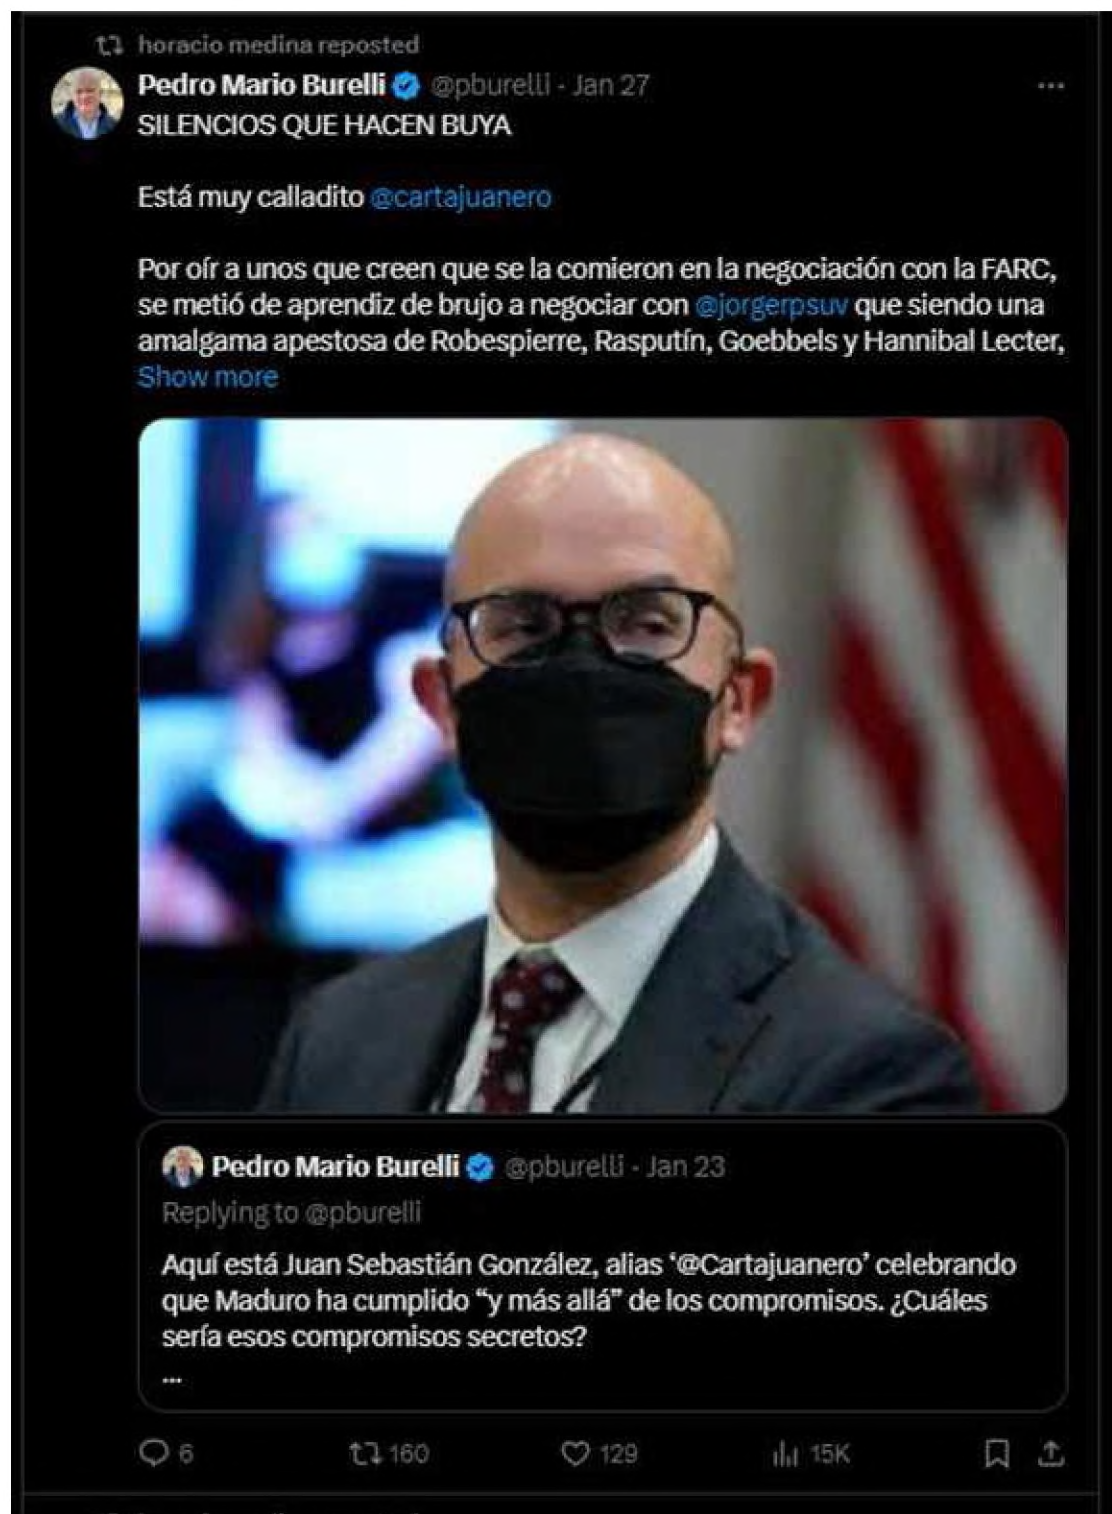 horacio medina reposted
Pedro Mario Burelli @pburelli · Jan 27
SILENCIOS QUE HACEN BUYA
Está muy calladito @cartajuanero
Por oír a unos que creen que se la comieron en la negociación con la FARC,
se metió de aprendiz de brujo a negociar con @jorgerpsuv que siendo una
amalgama apestosa de Robespierre, Rasputín, Goebbels y Hannibal Lecter,
Show more
Pedro Mario Burelli @pburelli · Jan 23
Replying to @pburelli
Aquí está Juan Sebastián González, alias ‘@Cartajuanero’ celebrando
que Maduro ha cumplido “y más allá” de los compromisos. ¿Cuáles
sería esos compromisos secretos?
...
6 160 129 15K